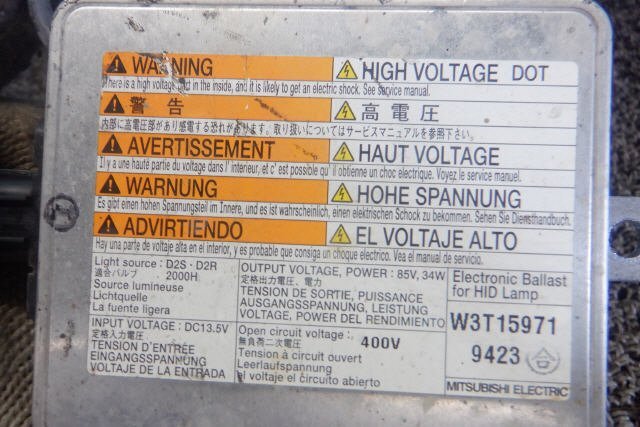 WARNING HIGH VOLTAGE DOT
There is a high voltage part in the inside, and it is likely to get an electric shock. See service manual.
警告 高電圧
内部に高電圧部があり感電する恐れがあります。取り扱いについてはサービスマニュアルを参照下さい。
AVERTISSEMENT HAUT VOLTAGE
Il y a une haute partie du voltage dans l' interieur, et c' est possible qu' il obtienne un choc electrique. Voyez le service manuel.
WARNUNG HOHE SPANNUNG
Es gibt einen hohen Spannungsteil im Innere, und es ist wahrscheinlich, einen elektrischen Schock zu bekommen. Sehen Sie Diensthandbuch.
ADVIRTIENDO EL VOLTAJE ALTO
Hay una parte de voltaje alta en el interior, y es probable que consiga un choque electrico. Vea el manual de servicio.
Light source : D2S · D2R
適合バルブ 2000H
Source lumineuse
Lichtquelle
La fuente ligera
INPUT VOLTAGE : DC13.5V
定格入力電圧
TENSION D'ENTRÉE
EINGANGSSPANNUNG
VOLTAJE DE LA ENTRADA
OUTPUT VOLTAGE, POWER : 85V, 34W
定格出力電圧、電力
TENSION DE SORTIE, PUISSANCE
AUSGANGSSPANNUNG, LEISTUNG
VOLTAGE, POWER DEL RENDIMIENTO
Open circuit voltage : 400V
無負荷二次電圧
Tension à circuit ouvert
Leerlaufspannung
el voltaje el circuito abierto
Electronic Ballast
for HID Lamp
W3T15971
9423 合
MITSUBISHI ELECTRIC